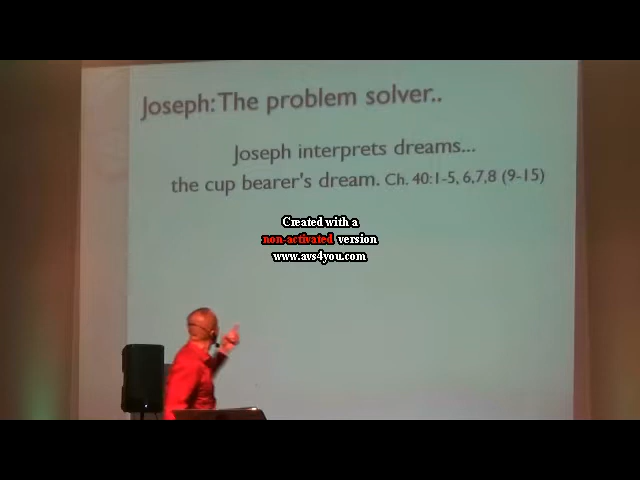 Joseph: The problem solver..
Joseph interprets dreams...
the cup bearer's dream. Ch. 40:1-5, 6,7,8 (9-15)
Created with a
non-activated version
www.avs4you.com